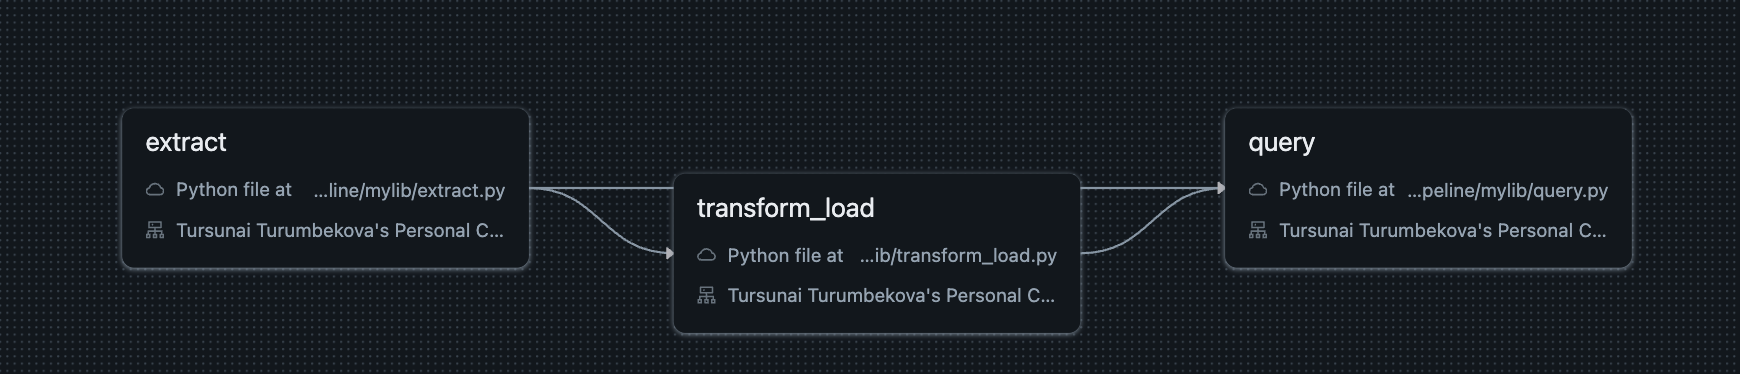 extract
Python file at ...line/mylib/extract.py
Tursunai Turumbekova's Personal C...
transform_load
Python file at ...ib/transform_load.py
Tursunai Turumbekova's Personal C...
query
Python file at ...peline/mylib/query.py
Tursunai Turumbekova's Personal C...